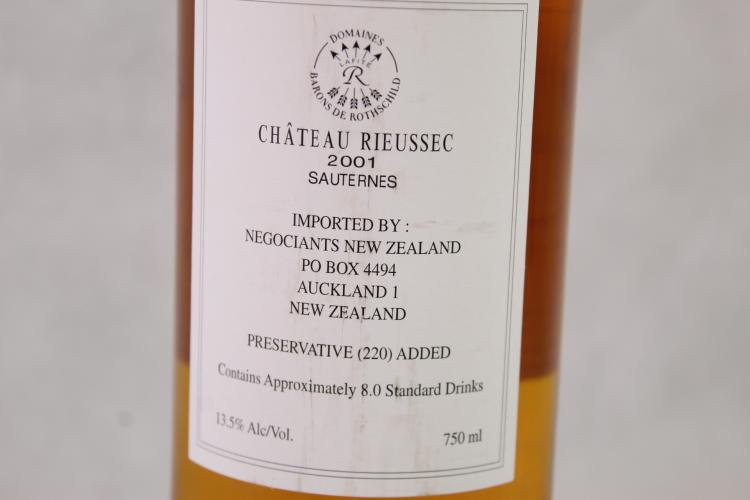 DOMAINES
LAFITE
R
BARONS DE ROTHSCHILD
CHÂTEAU RIEUSSEC
2001
SAUTERNES
IMPORTED BY :
NEGOCIANTS NEW ZEALAND
PO BOX 4494
AUCKLAND 1
NEW ZEALAND
PRESERVATIVE (220) ADDED
Contains Approximately 8.0 Standard Drinks
13.5% Alc/Vol. 750 ml